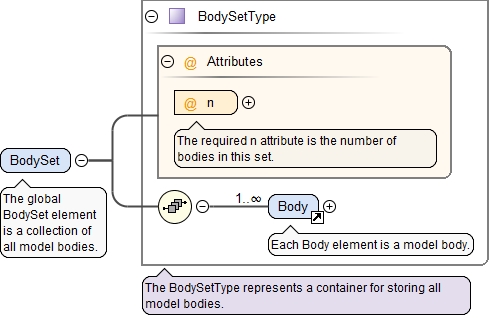 BodySetType
@ Attributes
@ n
The required n attribute is the number of
bodies in this set.
BodySet
The global
BodySet element
is a collection of
all model bodies.
1..∞
Body
Each Body element is a model body.
The BodySetType represents a container for storing all
model bodies.